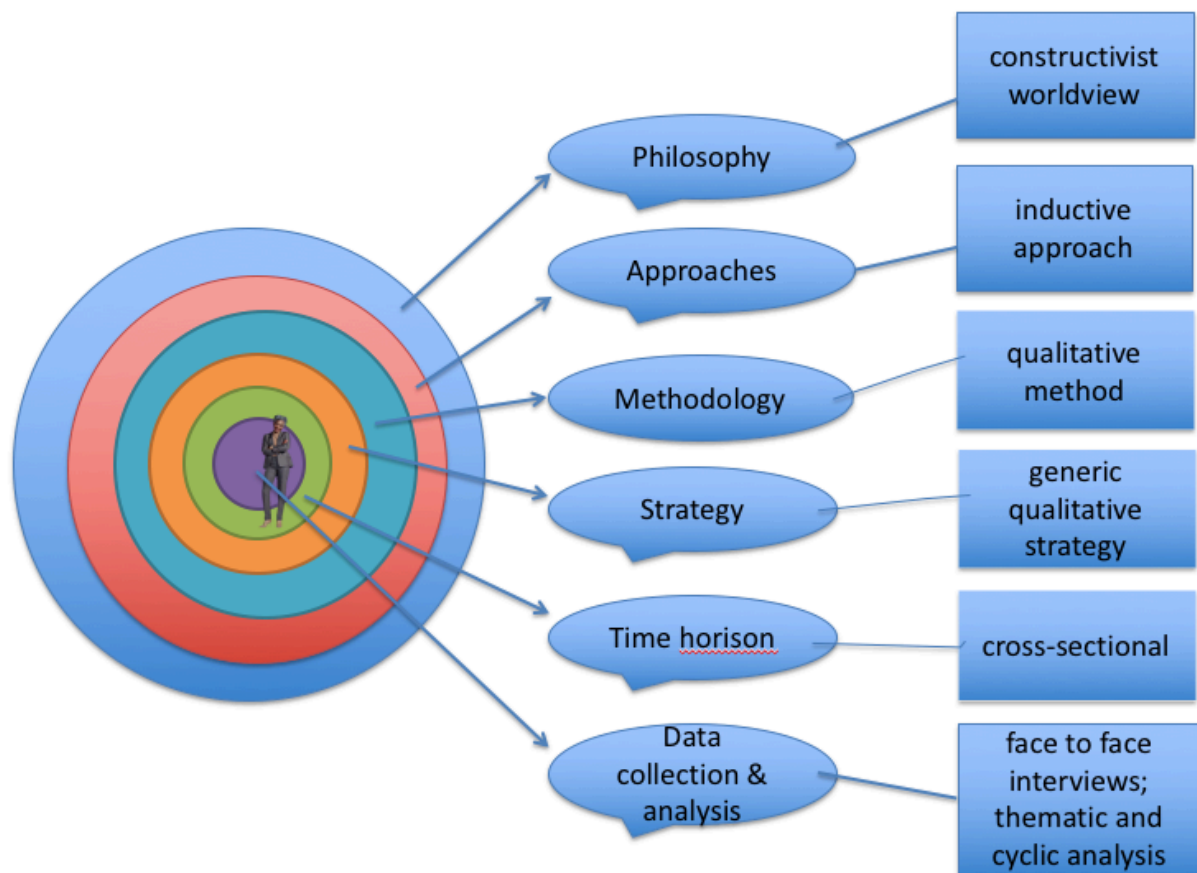 constructivist
worldview
Philosophy
inductive
approach
Approaches
qualitative
method
Methodology
generic
qualitative
strategy
Strategy
Time horison
cross-sectional
Data
collection &
analysis
face to face
interviews;
thematic and
cyclic analysis